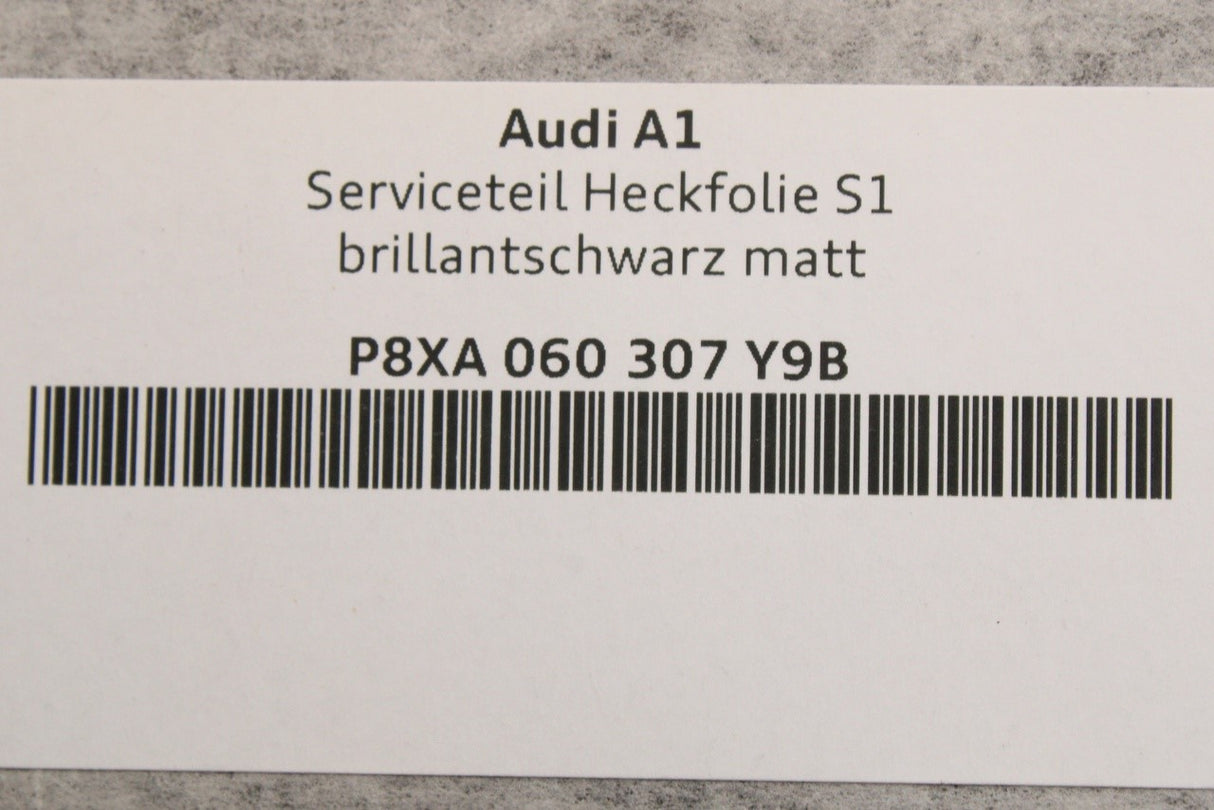 Audi A1
Serviceteil Heckfolie S1
brillantschwarz matt
P8XA 060 307 Y9B